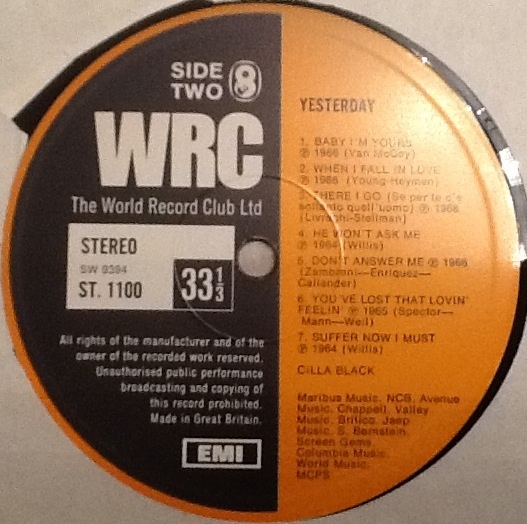 SIDE
TWO 8
WRC
The World Record Club Ltd
STEREO
SW 9394
ST. 1100
33 1/3
All rights of the manufacturer and of the
owner of the recorded work reserved.
Unauthorised public performance
broadcasting and copying of
this record prohibited.
Made in Great Britain.
EMI
YESTERDAY
1. BABY I'M YOURS
℗ 1966 (Van McCoy)
2. WHEN I FALL IN LOVE
℗ 1966 (Young-Heyman)
3. THERE I GO (Se per te c'e
soltanto quell'uomo) ℗ 1968
(Livraghi-Stellman)
4. HE WON'T ASK ME
℗ 1964 (Willis)
5. DON'T ANSWER ME ℗ 1966
(Zambrini—Enriquez—
Callander)
6. YOU'VE LOST THAT LOVIN'
FEELIN' ℗ 1965 (Spector—
Mann—Weil)
7. SUFFER NOW I MUST
℗ 1964 (Willis)
CILLA BLACK
Maribus Music, NCB, Avenue
Music, Chappell, Valley
Music, Britico, Jaep
Music, S. Bernstein,
Screen Gems,
Columbia Music,
World Music,
MCPS